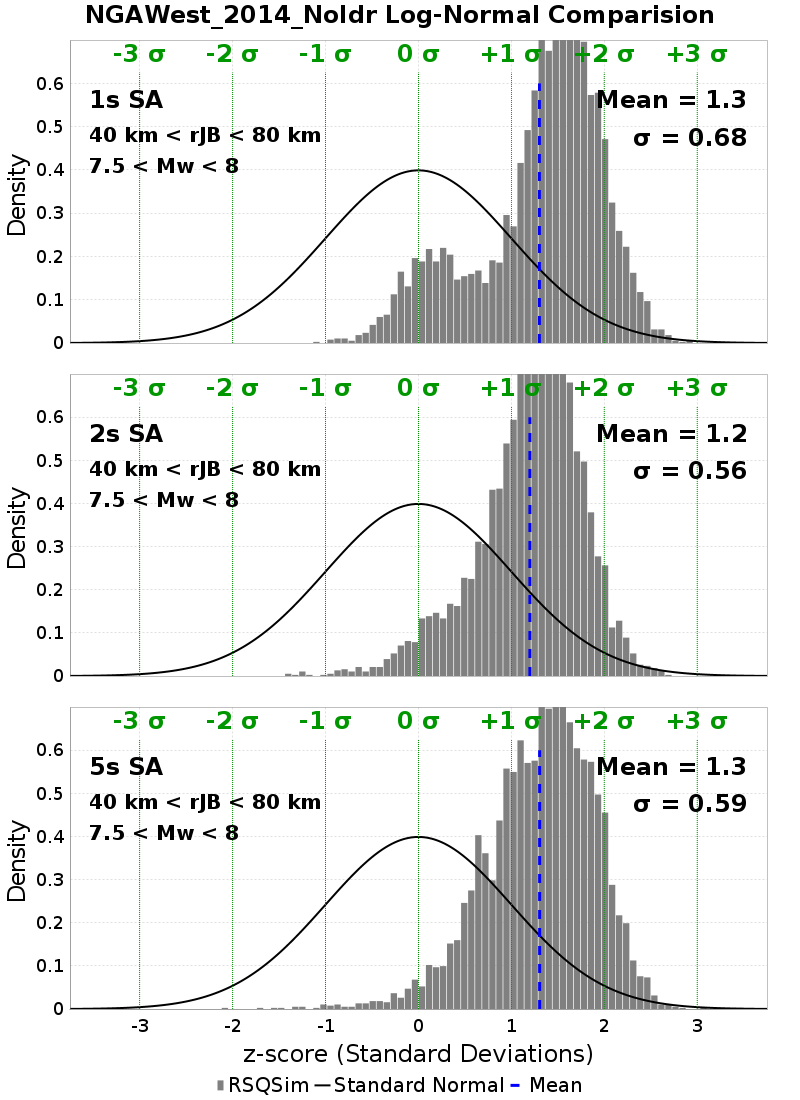 NGAWest_2014_NoIdr Log-Normal Comparision
-3 σ -2 σ -1 σ 0 σ +1 σ +2 σ +3 σ
1s SA
40 km < rJB < 80 km
7.5 < Mw < 8
Mean = 1.3
σ = 0.68
Density
0.6
0.5
0.4
0.3
0.2
0.1
0
-3 σ -2 σ -1 σ 0 σ +1 σ +2 σ +3 σ
2s SA
40 km < rJB < 80 km
7.5 < Mw < 8
Mean = 1.2
σ = 0.56
Density
0.6
0.5
0.4
0.3
0.2
0.1
0
-3 σ -2 σ -1 σ 0 σ +1 σ +2 σ +3 σ
5s SA
40 km < rJB < 80 km
7.5 < Mw < 8
Mean = 1.3
σ = 0.59
Density
0.6
0.5
0.4
0.3
0.2
0.1
0
-3 -2 -1 0 1 2 3
z-score (Standard Deviations)
RSQSim Standard Normal Mean